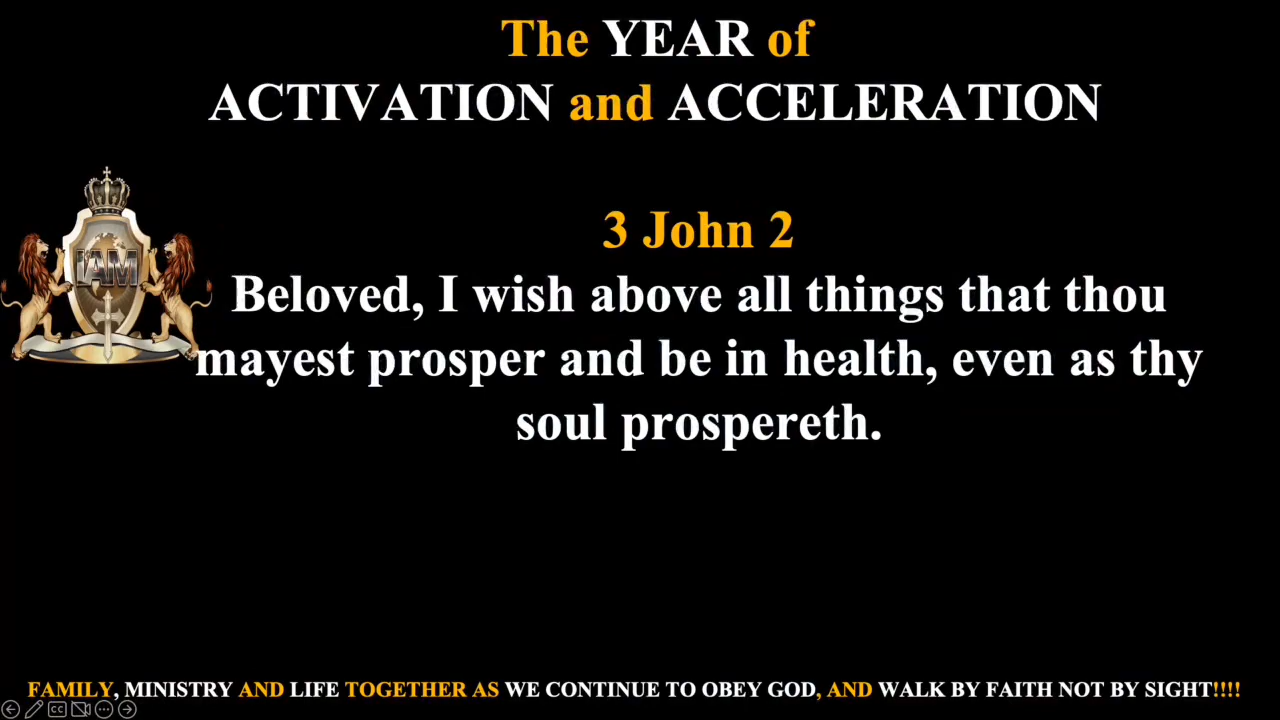 The YEAR of
ACTIVATION and ACCELERATION
3 John 2
IAM
Beloved, I wish above all things that thou
mayest prosper and be in health, even as thy
soul prospereth.
FAMILY, MINISTRY AND LIFE TOGETHER AS WE CONTINUE TO OBEY GOD, AND WALK BY FAITH NOT BY SIGHT!!!!
CC